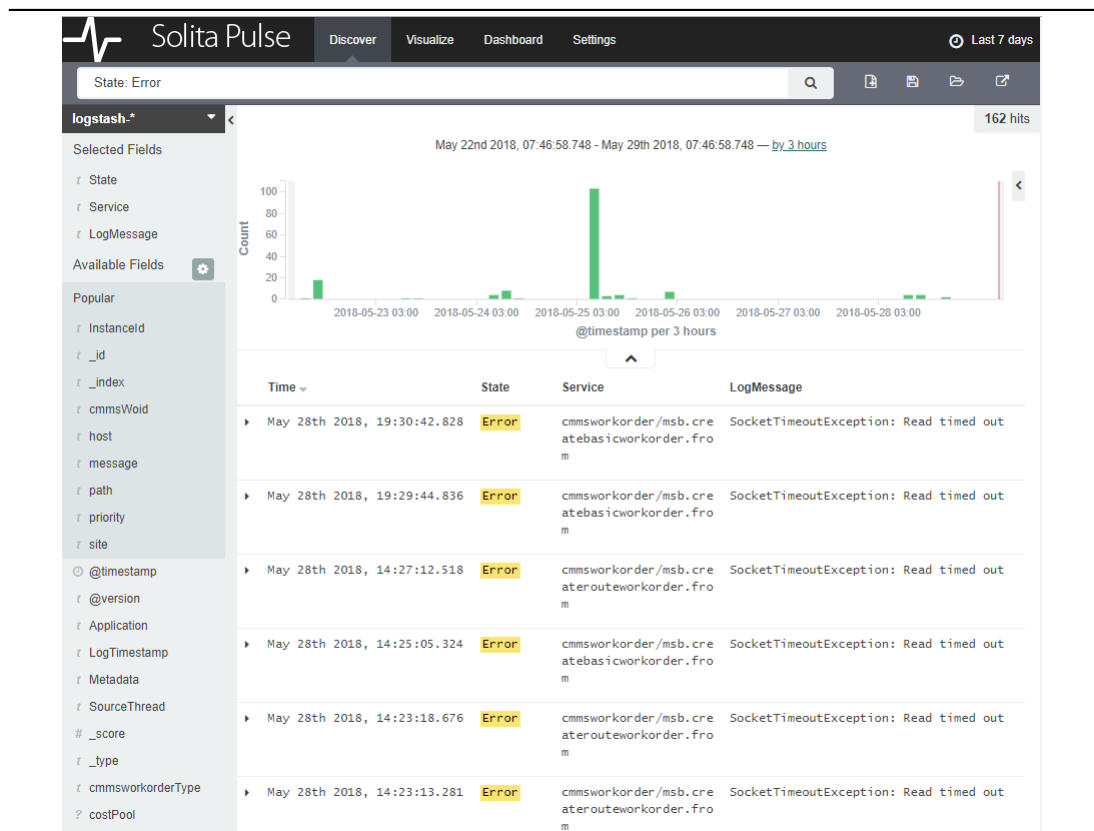 Solita Pulse Discover Visualize Dashboard Settings Last 7 days
State: Error
logstash-*
162 hits
Selected Fields
t State
t Service
t LogMessage
Available Fields
Popular
t InstanceId
t _id
t _index
t cmmsWoid
t host
t message
t path
t priority
t site
@timestamp
t @version
t Application
t LogTimestamp
t Metadata
t SourceThread
# _score
t _type
t cmmsworkorderType
? costPool
May 22nd 2018, 07:46:58.748 - May 29th 2018, 07:46:58.748 — by 3 hours
Count
100
80
60
40
20
0
2018-05-23 03:00 2018-05-24 03:00 2018-05-25 03:00 2018-05-26 03:00 2018-05-27 03:00 2018-05-28 03:00
@timestamp per 3 hours
Time State Service LogMessage
May 28th 2018, 19:30:42.828 Error cmmsworkorder/msb.cre SocketTimeoutException: Read timed out
atebasicworkorder.fro
m
May 28th 2018, 19:29:44.836 Error cmmsworkorder/msb.cre SocketTimeoutException: Read timed out
atebasicworkorder.fro
m
May 28th 2018, 14:27:12.518 Error cmmsworkorder/msb.cre SocketTimeoutException: Read timed out
aterouteworkorder.fro
m
May 28th 2018, 14:25:05.324 Error cmmsworkorder/msb.cre SocketTimeoutException: Read timed out
atebasicworkorder.fro
m
May 28th 2018, 14:23:18.676 Error cmmsworkorder/msb.cre SocketTimeoutException: Read timed out
aterouteworkorder.fro
m
May 28th 2018, 14:23:13.281 Error cmmsworkorder/msb.cre SocketTimeoutException: Read timed out
aterouteworkorder.fro
m